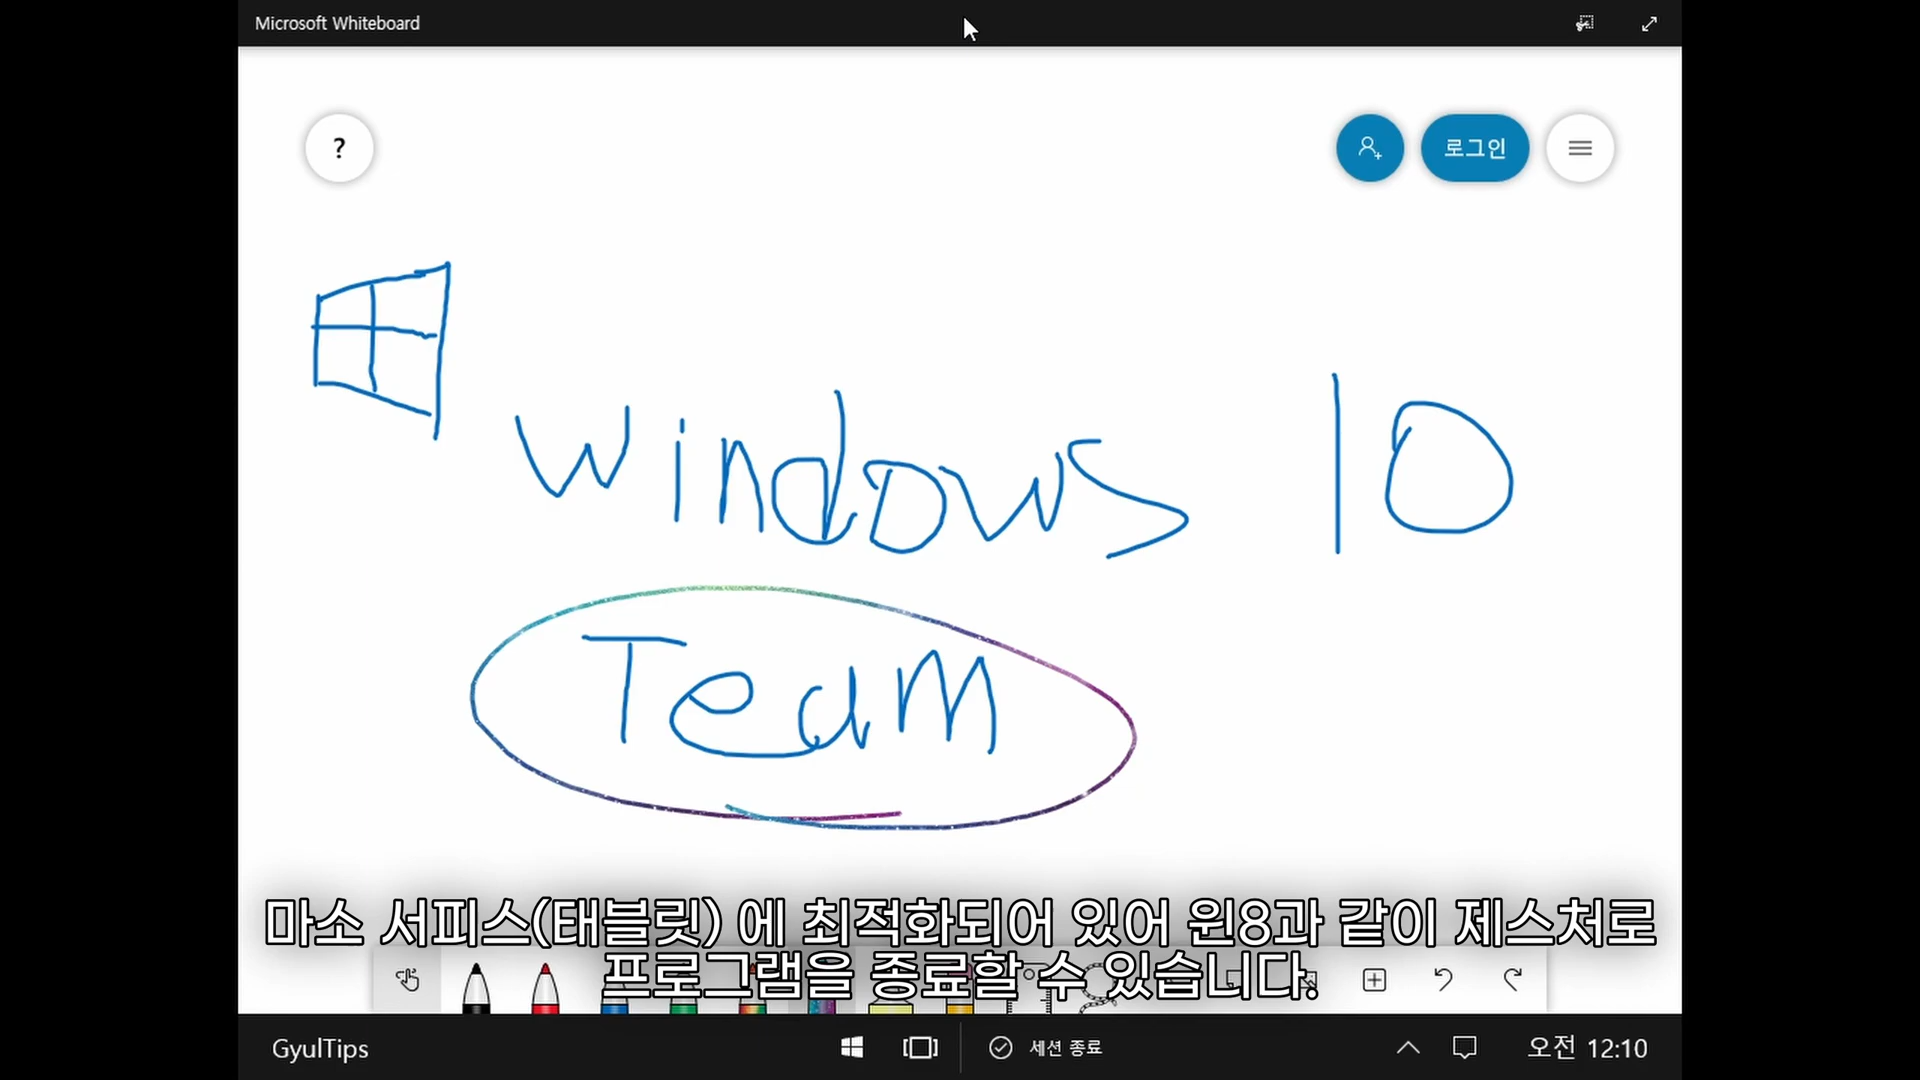 Microsoft Whiteboard
?
로그인
Windows 10
Team
마소 서피스(태블릿) 에 최적화되어 있어 윈8과 같이 제스처로
프로그램을 종료할 수 있습니다.
GyulTips
세션 종료
오전 12:10